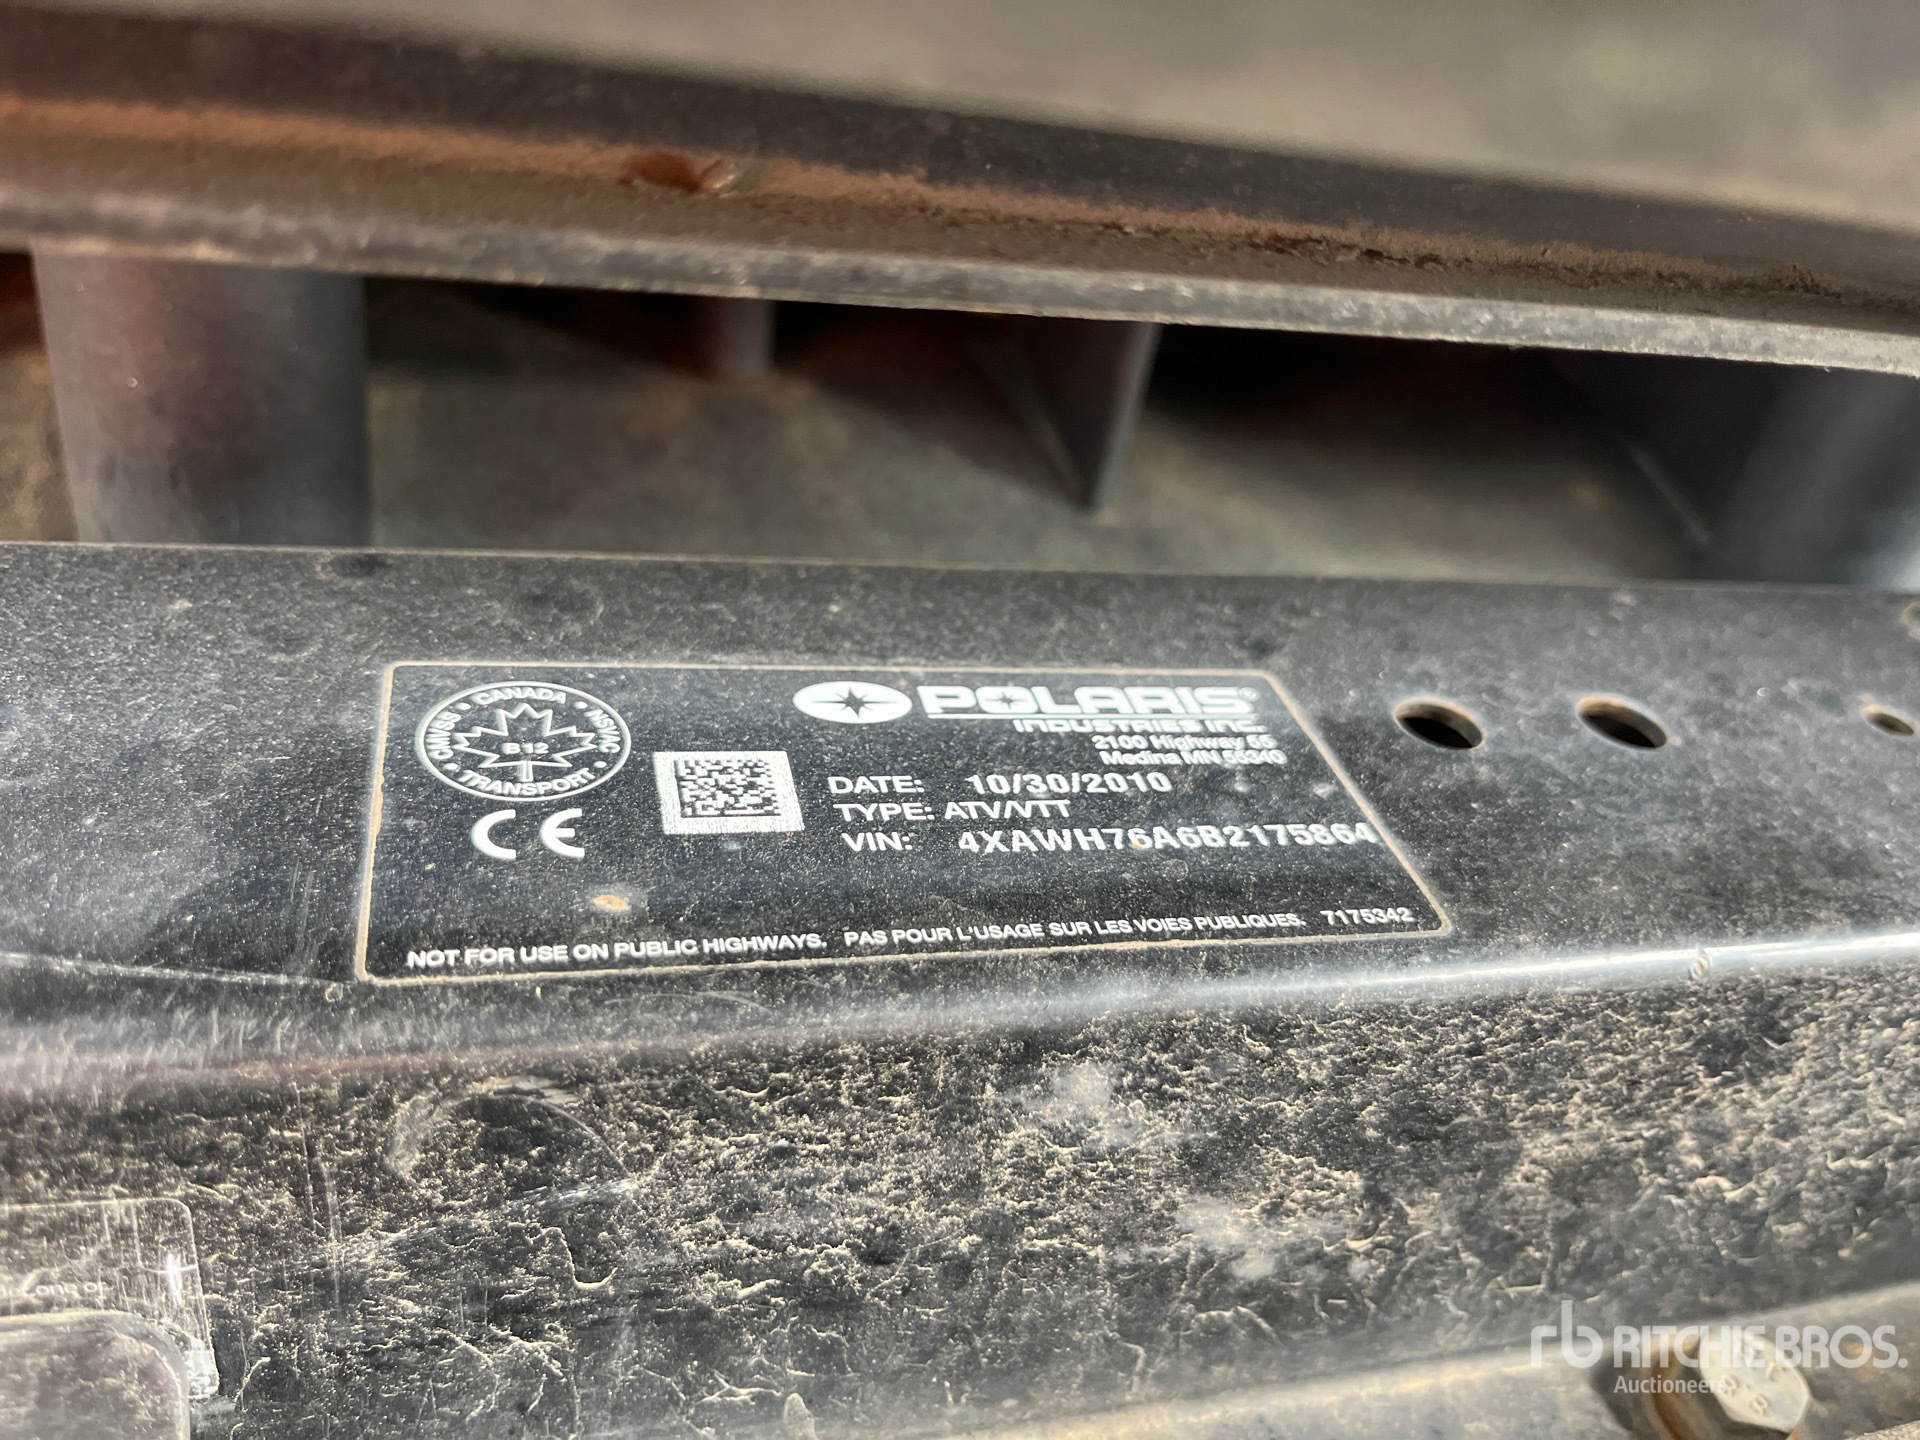 CANADA
CNVSS • NSVAC
B12
TRANSPORT
CE
POLARIS®
INDUSTRIES INC.
2100 Highway 55
Medina MN 55340
DATE: 10/30/2010
TYPE: ATV/VTT
VIN: 4XAWH76A6B2175864
NOT FOR USE ON PUBLIC HIGHWAYS. PAS POUR L'USAGE SUR LES VOIES PUBLIQUES. 7175342
rb RITCHIE BROS.
Auctioneers